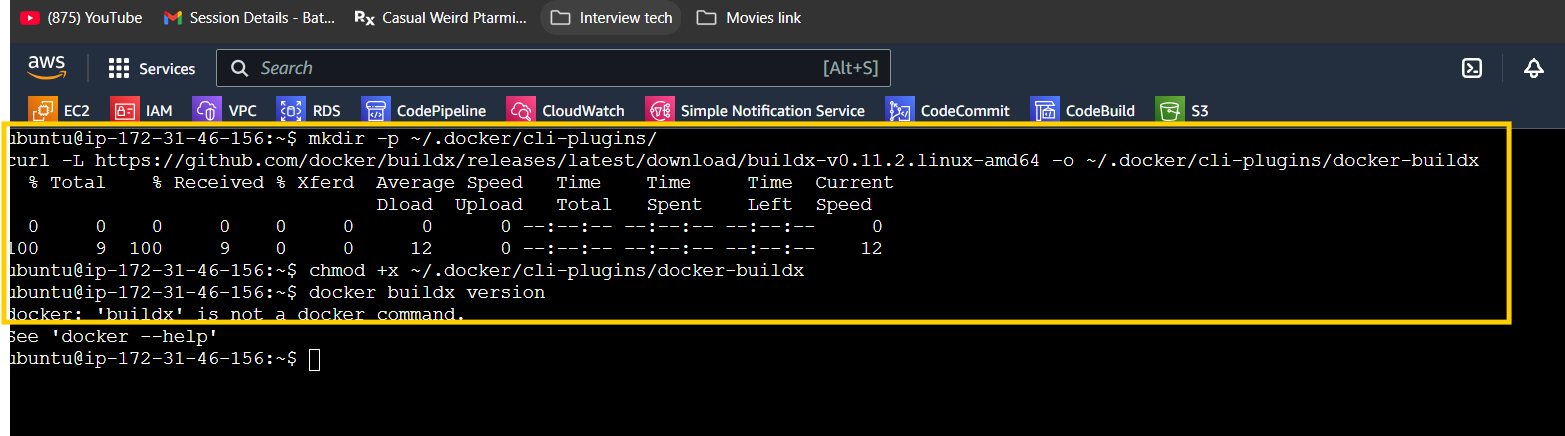 (875) YouTube Session Details - Bat... Rx Casual Weird Ptarmi... Interview tech Movies link
aws Services Search [Alt+S]
EC2 IAM VPC RDS CodePipeline CloudWatch Simple Notification Service CodeCommit CodeBuild S3
ubuntu@ip-172-31-46-156:~$ mkdir -p ~/.docker/cli-plugins/
curl -L https://github.com/docker/buildx/releases/latest/download/buildx-v0.11.2.linux-amd64 -o ~/.docker/cli-plugins/docker-buildx
% Total % Received % Xferd Average Speed Time Time Time Current
Dload Upload Total Spent Left Speed
0 0 0 0 0 0 0 0 --:--:-- --:--:-- --:--:-- 0
100 9 100 9 0 0 12 0 --:--:-- --:--:-- --:--:-- 12
ubuntu@ip-172-31-46-156:~$ chmod +x ~/.docker/cli-plugins/docker-buildx
ubuntu@ip-172-31-46-156:~$ docker buildx version
docker: 'buildx' is not a docker command.
See 'docker --help'
ubuntu@ip-172-31-46-156:~$